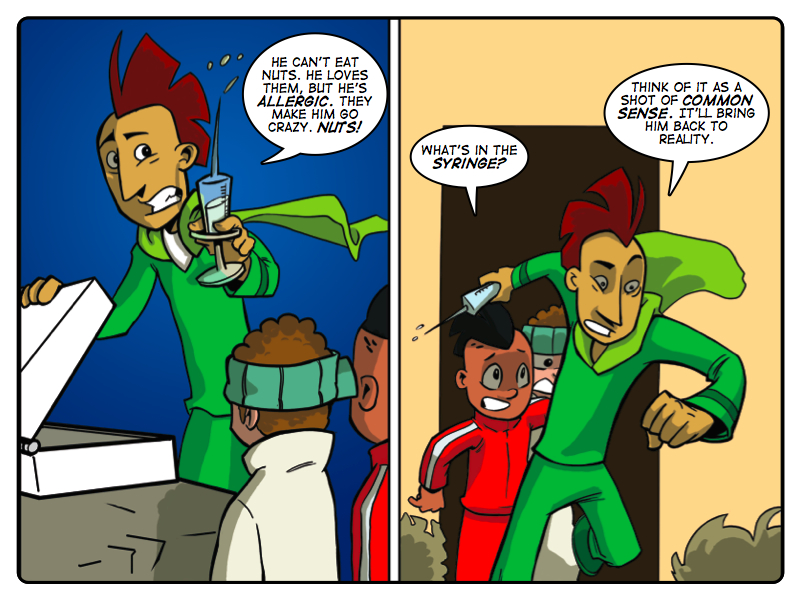 HE CAN'T EAT
NUTS. HE LOVES
THEM, BUT HE'S
ALLERGIC. THEY
MAKE HIM GO
CRAZY. NUTS!
WHAT'S IN THE
SYRINGE?
THINK OF IT AS A
SHOT OF COMMON
SENSE. IT'LL BRING
HIM BACK TO
REALITY.